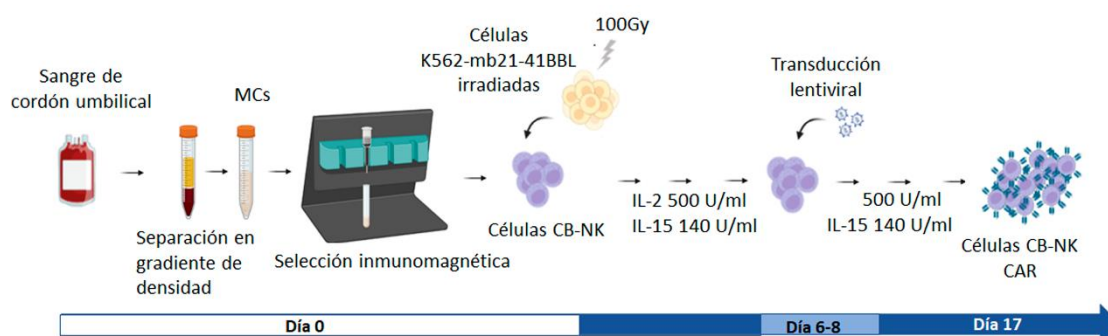 Sangre de
cordón umbilical
MCs
Separación en
gradiente de
densidad
Selección inmunomagnética
Células
K562-mb21-41BBL
irradiadas
100Gy
Células CB-NK
IL-2 500 U/ml
IL-15 140 U/ml
Transducción
lentiviral
500 U/ml
IL-15 140 U/ml
Células CB-NK
CAR
Día 0
Día 6-8
Día 17